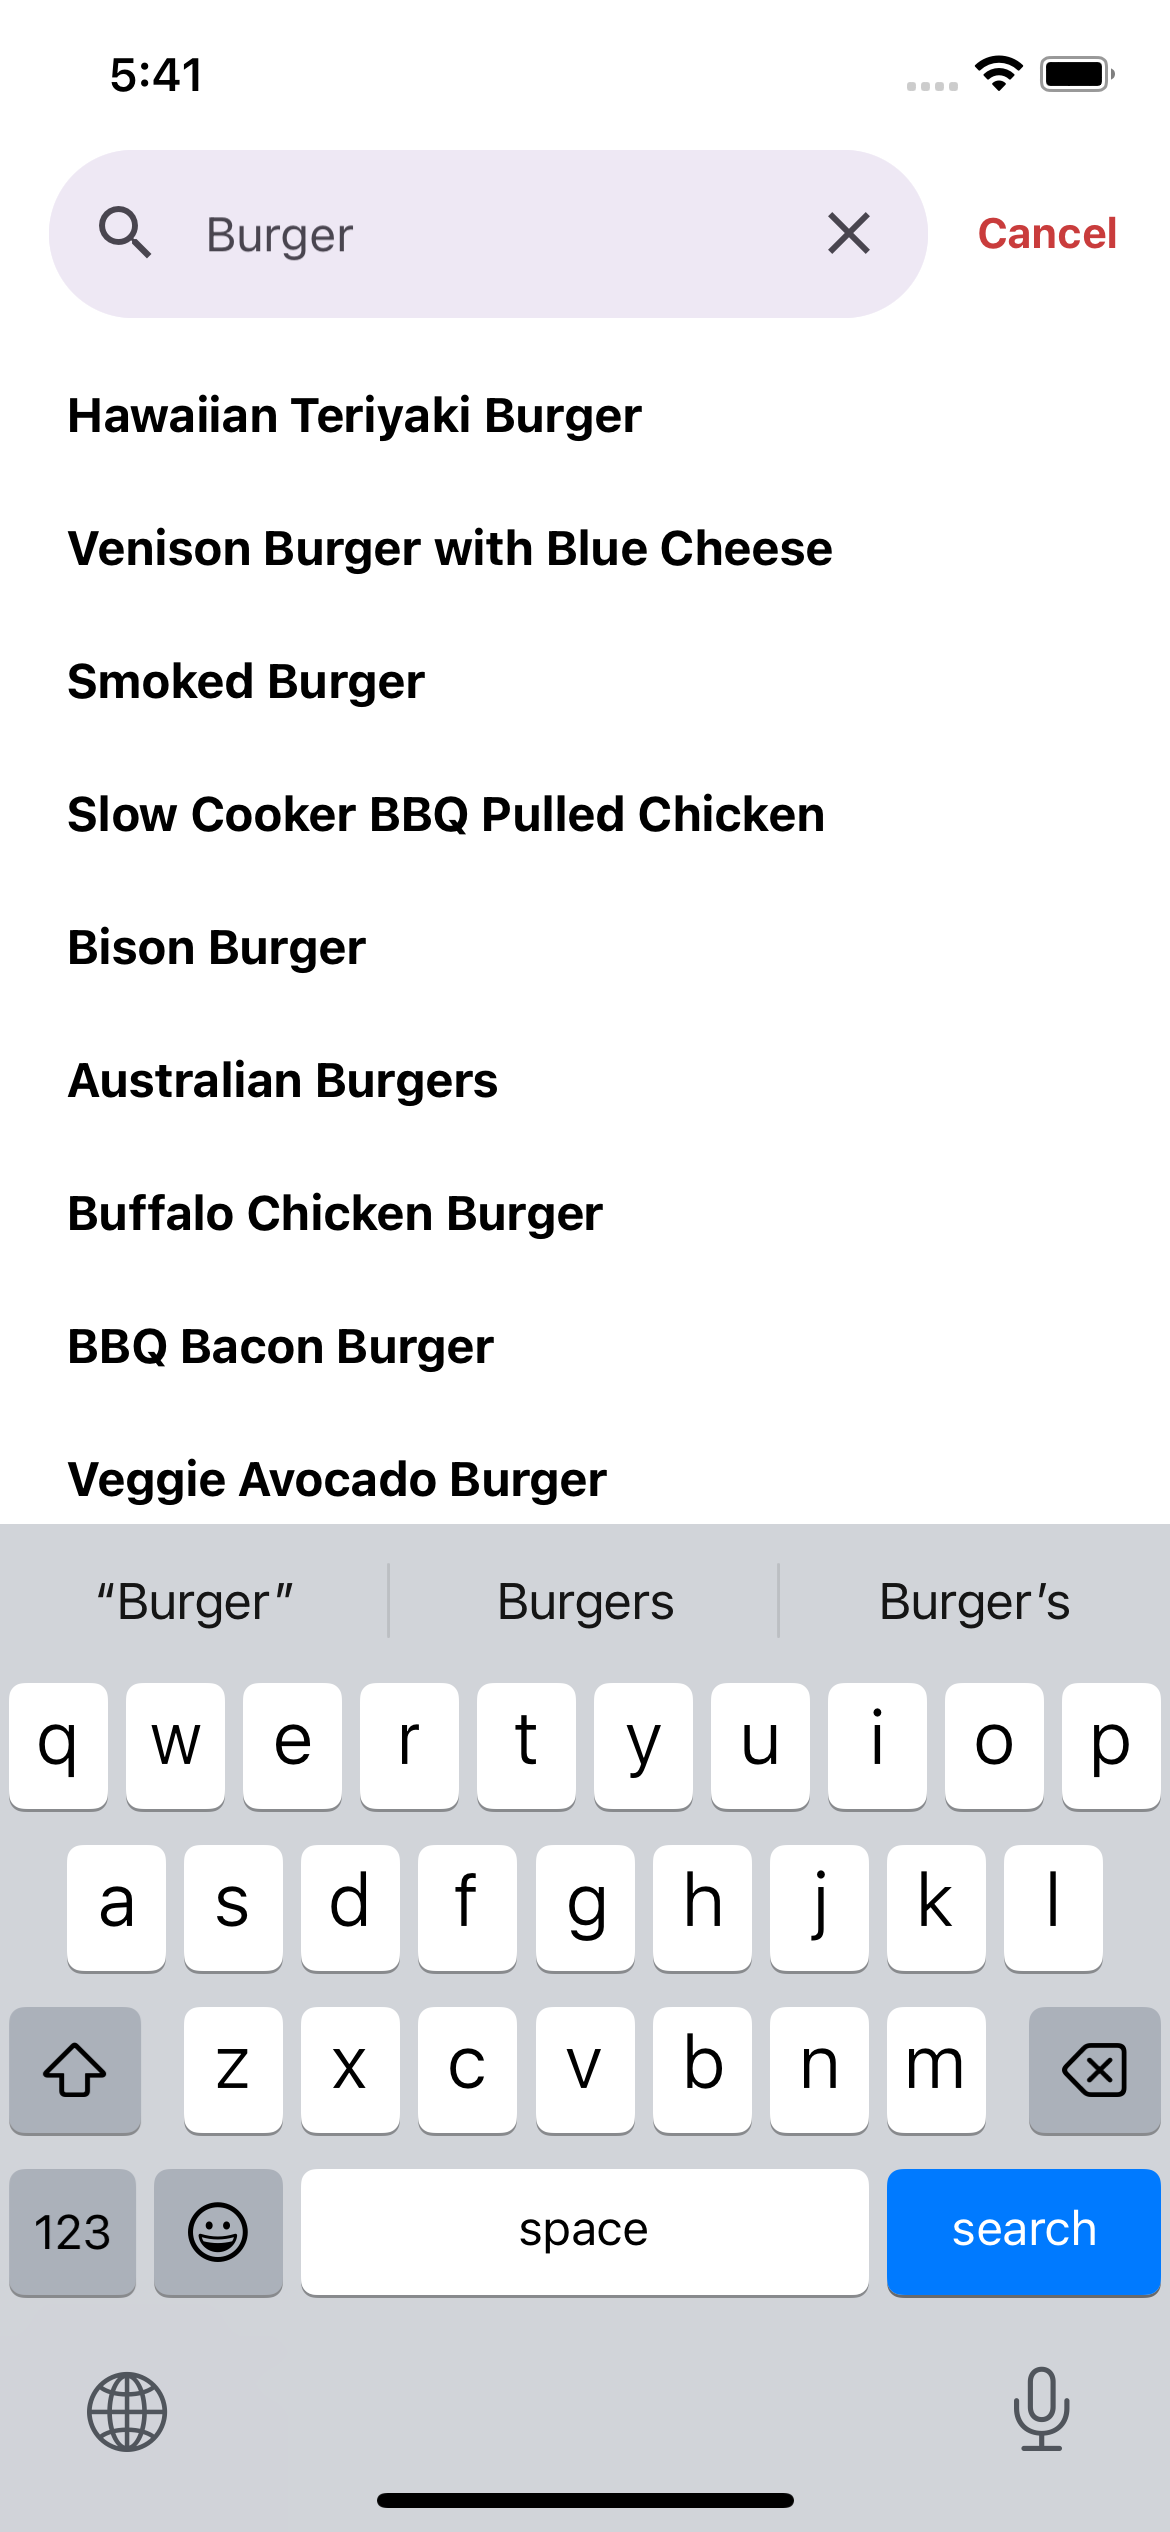 5:41
Burger
Cancel
Hawaiian Teriyaki Burger
Venison Burger with Blue Cheese
Smoked Burger
Slow Cooker BBQ Pulled Chicken
Bison Burger
Australian Burgers
Buffalo Chicken Burger
BBQ Bacon Burger
Veggie Avocado Burger
“Burger” Burgers Burger’s
q w e r t y u i o p
a s d f g h j k l
z x c v b n m
123 space search